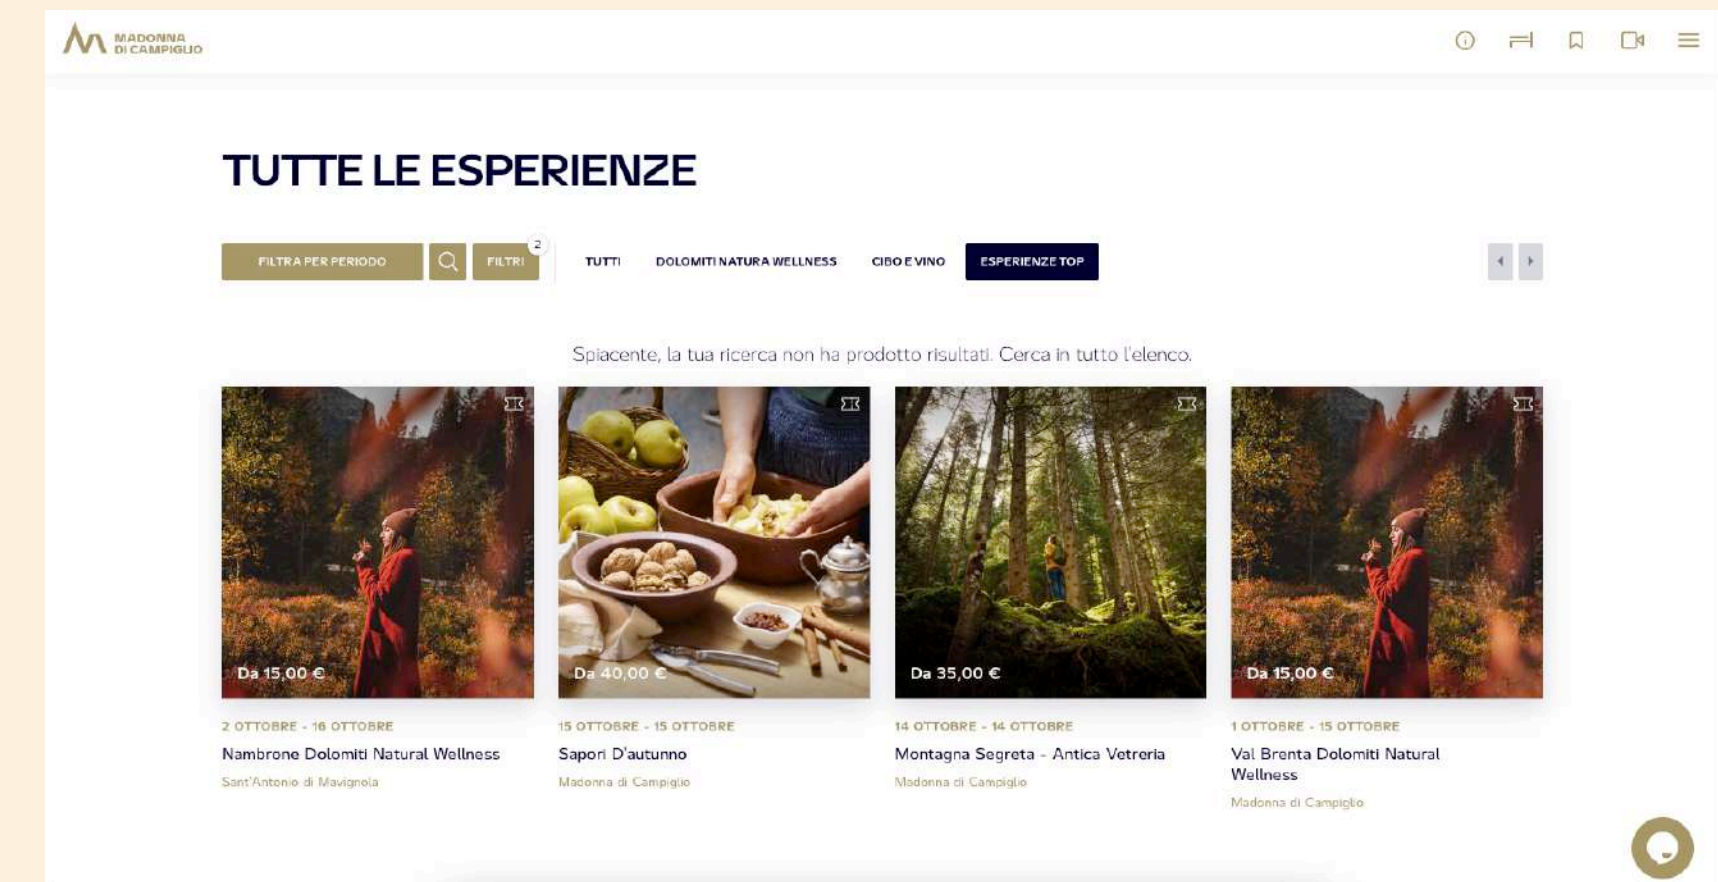 MADONNA
DI CAMPIGLIO
TUTTE LE ESPERIENZE
FILTRA PER PERIODO
FILTRI
2
TUTTI
DOLOMITI NATURA WELLNESS
CIBO E VINO
ESPERIENZE TOP
Spiacente, la tua ricerca non ha prodotto risultati. Cerca in tutto l'elenco.
Da 15,00 €
2 OTTOBRE - 16 OTTOBRE
Nambrone Dolomiti Natural Wellness
Sant'Antonio di Mavignola
Da 40,00 €
15 OTTOBRE - 15 OTTOBRE
Sapori D'autunno
Madonna di Campiglio
Da 35,00 €
14 OTTOBRE - 14 OTTOBRE
Montagna Segreta - Antica Vetreria
Madonna di Campiglio
Da 15,00 €
1 OTTOBRE - 15 OTTOBRE
Val Brenta Dolomiti Natural
Wellness
Madonna di Campiglio